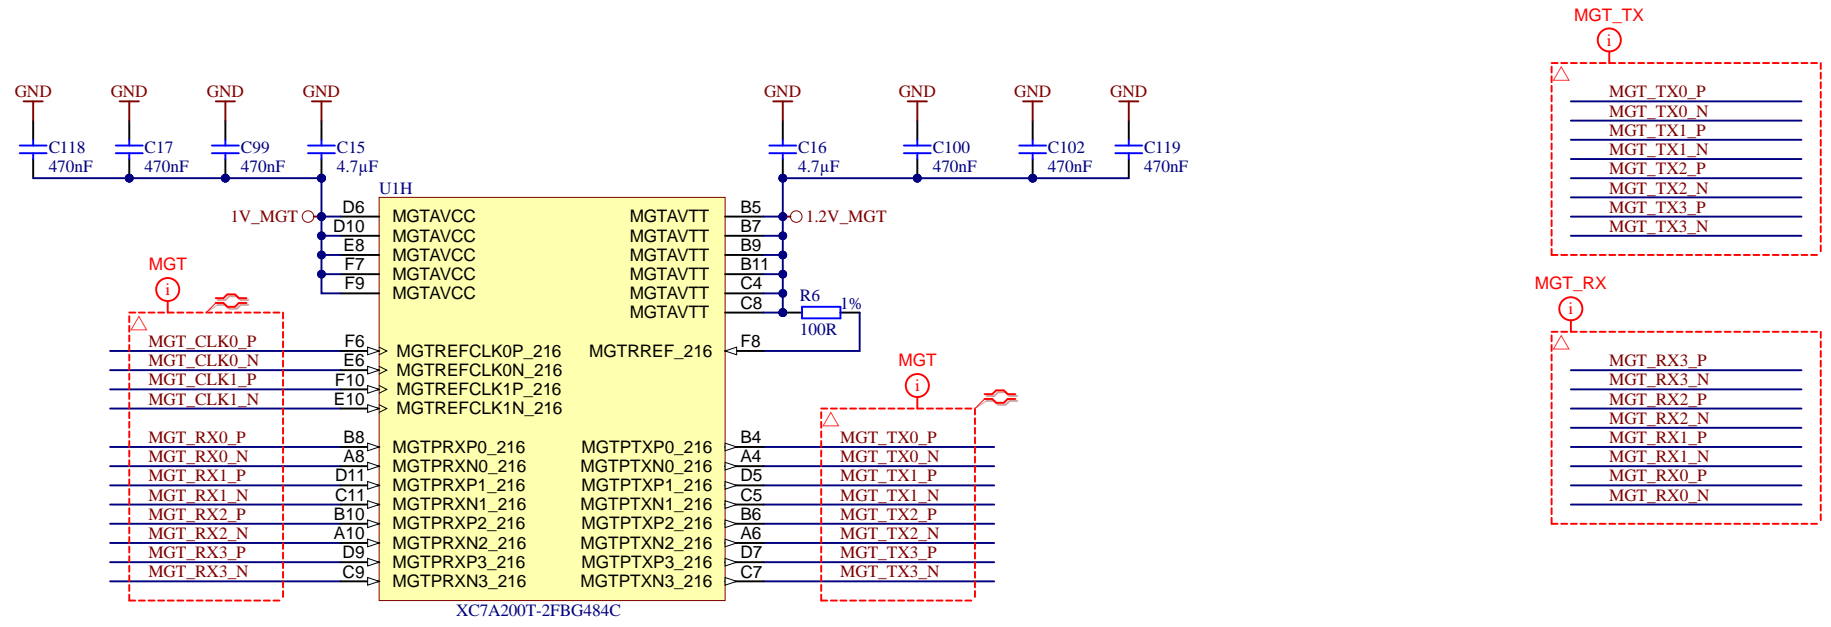 MGT_TX
i
GND GND GND GND GND GND GND GND
C118 C17 C99 C15 C16 C100 C102 C119
470nF 470nF 470nF 4.7µF 4.7µF 470nF 470nF 470nF
U1H
1V_MGT D6 MGTAVCC MGTAVTT B5 1.2V_MGT
D10 MGTAVCC MGTAVTT B7
E8 MGTAVCC MGTAVTT B9
F7 MGTAVCC MGTAVTT B11
F9 MGTAVCC MGTAVTT C4
MGTAVTT C8 R6 1%
100R
MGT
i
MGT_CLK0_P F6 MGTREFCLK0P_216 MGTRREF_216 F8
MGT_CLK0_N E6 MGTREFCLK0N_216
MGT_CLK1_P F10 MGTREFCLK1P_216
MGT_CLK1_N E10 MGTREFCLK1N_216
MGT
i
MGT_RX0_P B8 MGTPRXP0_216 MGTPTXP0_216 B4 MGT_TX0_P
MGT_RX0_N A8 MGTPRXN0_216 MGTPTXN0_216 A4 MGT_TX0_N
MGT_RX1_P D11 MGTPRXP1_216 MGTPTXP1_216 D5 MGT_TX1_P
MGT_RX1_N C11 MGTPRXN1_216 MGTPTXN1_216 C5 MGT_TX1_N
MGT_RX2_P B10 MGTPRXP2_216 MGTPTXP2_216 B6 MGT_TX2_P
MGT_RX2_N A10 MGTPRXN2_216 MGTPTXN2_216 A6 MGT_TX2_N
MGT_RX3_P D9 MGTPRXP3_216 MGTPTXP3_216 D7 MGT_TX3_P
MGT_RX3_N C9 MGTPRXN3_216 MGTPTXN3_216 C7 MGT_TX3_N
XC7A200T-2FBG484C
MGT_TX0_P
MGT_TX0_N
MGT_TX1_P
MGT_TX1_N
MGT_TX2_P
MGT_TX2_N
MGT_TX3_P
MGT_TX3_N
MGT_RX
i
MGT_RX3_P
MGT_RX3_N
MGT_RX2_P
MGT_RX2_N
MGT_RX1_P
MGT_RX1_N
MGT_RX0_P
MGT_RX0_N